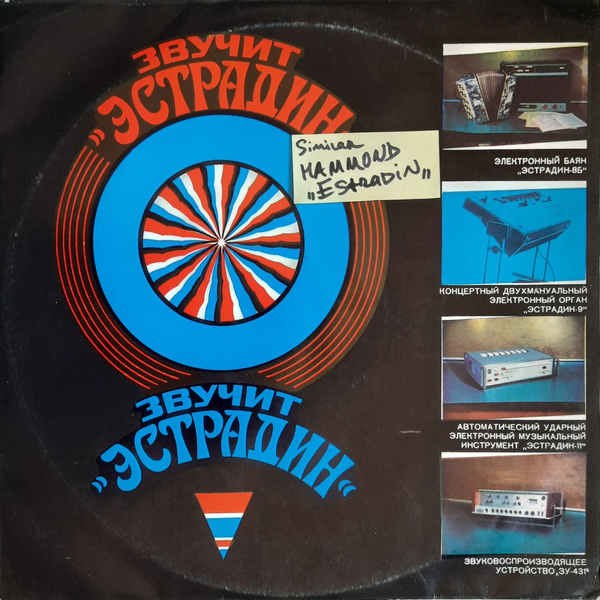 ЗВУЧИТ
„ЭСТРАДИН“
Similar
HAMMOND
„EStradiN„
ЭЛЕКТРОННЫЙ БАЯН
„ЭСТРАДИН-8Б“
КОНЦЕРТНЫЙ ДВУХМАНУАЛЬНЫЙ
ЭЛЕКТРОННЫЙ ОРГАН
„ЭСТРАДИН-9“
АВТОМАТИЧЕСКИЙ УДАРНЫЙ
ЭЛЕКТРОННЫЙ МУЗЫКАЛЬНЫЙ
ИНСТРУМЕНТ „ЭСТРАДИН-11“
ЗВУКОВОСПРОИЗВОДЯЩЕЕ
УСТРОЙСТВО „ЗУ-431“
ЗВУЧИТ
„ЭСТРАДИН“